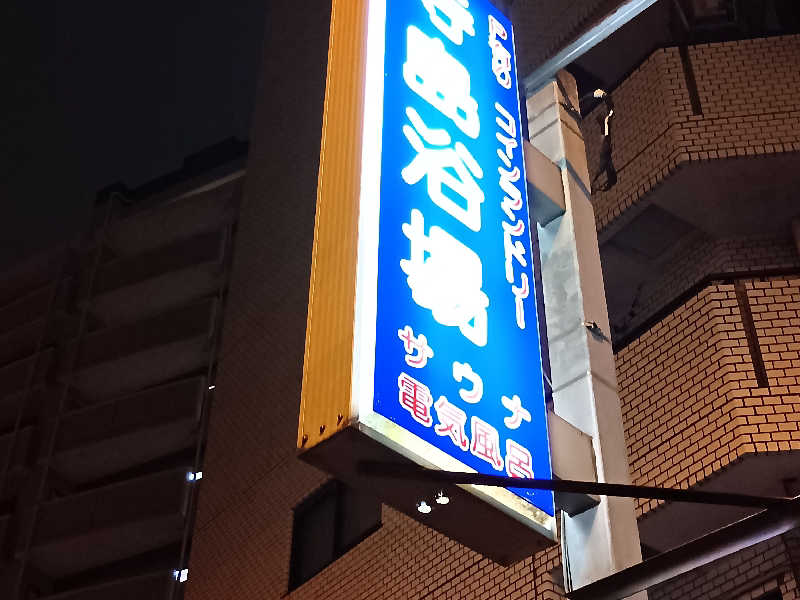 コインランドリー
浴場
サウナ
電気風呂